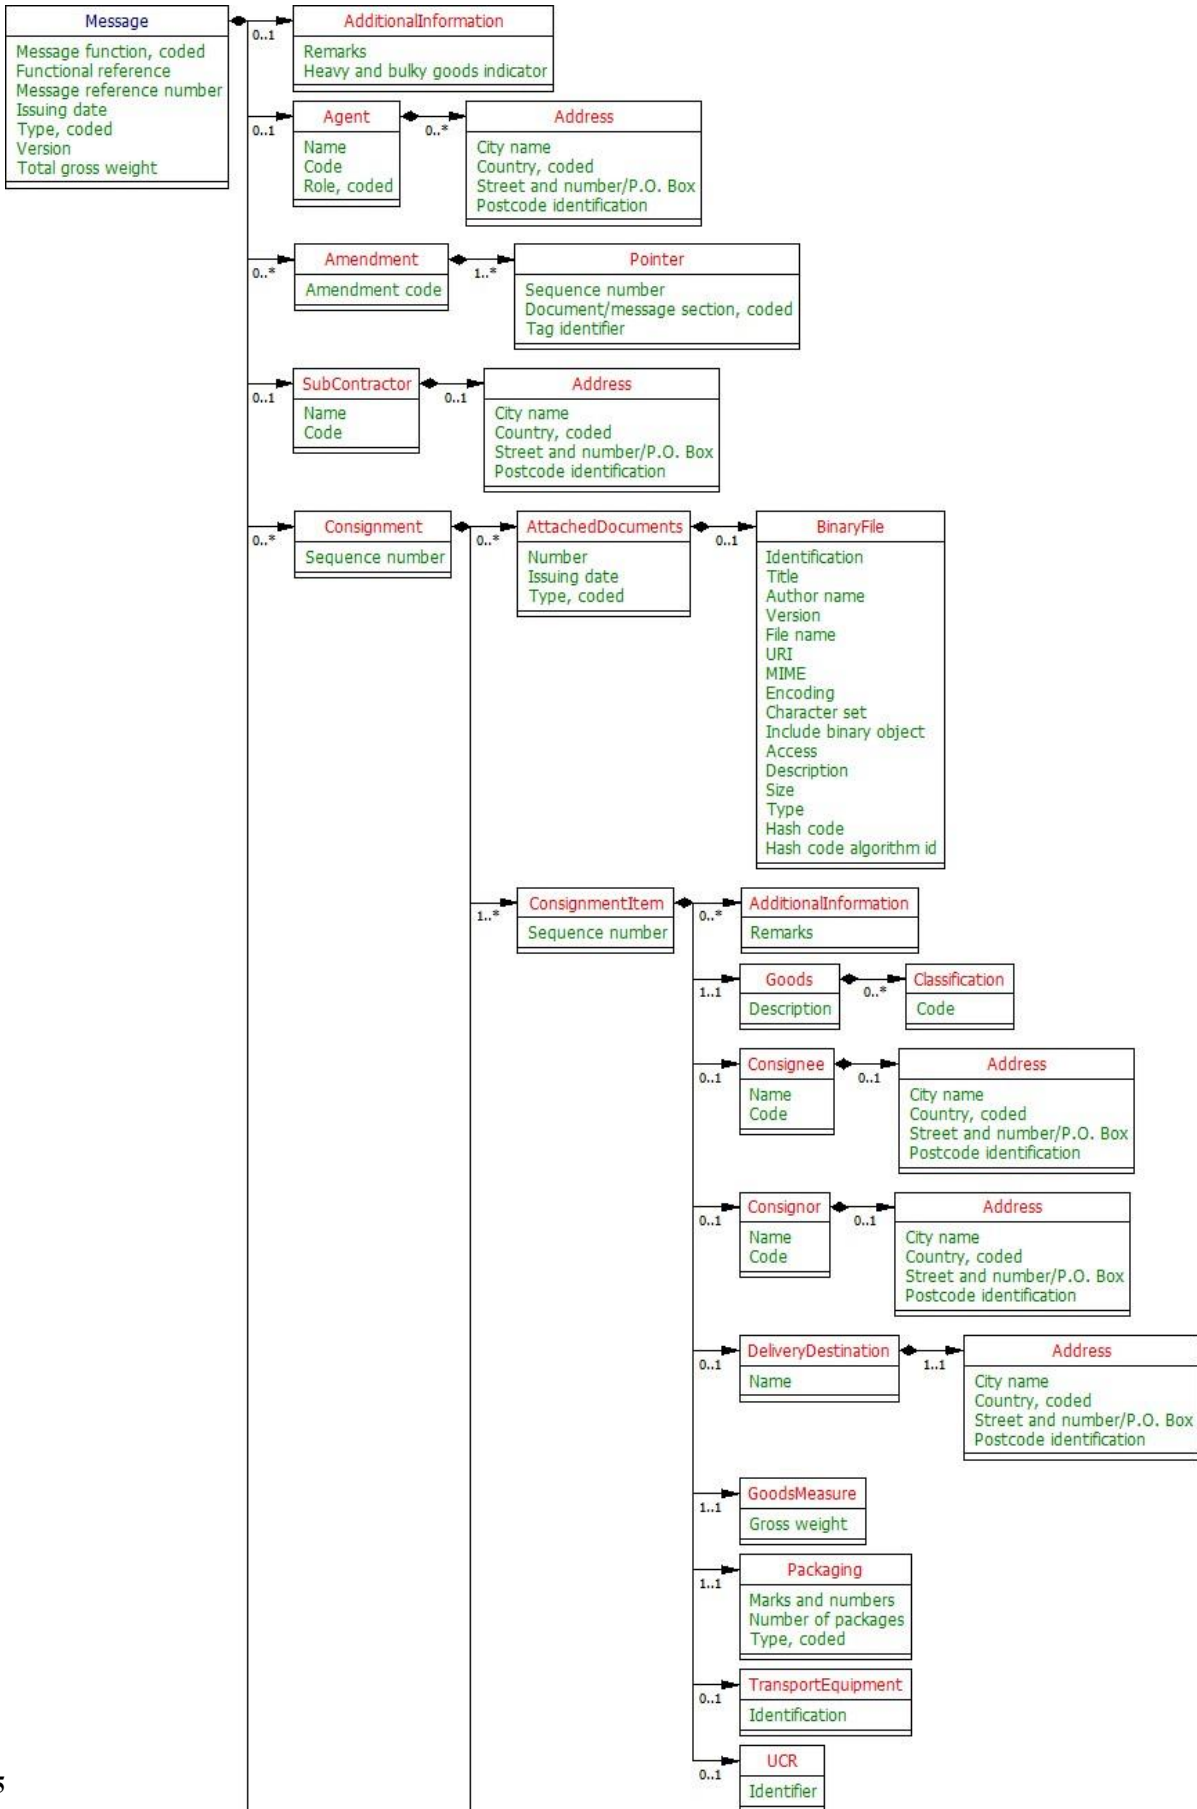 Message
Message function, coded
Functional reference
Message reference number
Issuing date
Type, coded
Version
Total gross weight
0..1
AdditionalInformation
Remarks
Heavy and bulky goods indicator
0..1
Agent
Name
Code
Role, coded
0..*
Address
City name
Country, coded
Street and number/P.O. Box
Postcode identification
0..*
Amendment
Amendment code
1..*
Pointer
Sequence number
Document/message section, coded
Tag identifier
0..1
SubContractor
Name
Code
0..1
Address
City name
Country, coded
Street and number/P.O. Box
Postcode identification
0..*
Consignment
Sequence number
0..*
AttachedDocuments
Number
Issuing date
Type, coded
0..1
BinaryFile
Identification
Title
Author name
Version
File name
URI
MIME
Encoding
Character set
Include binary object
Access
Description
Size
Type
Hash code
Hash code algorithm id
1..*
ConsignmentItem
Sequence number
0..*
AdditionalInformation
Remarks
1..1
Goods
Description
0..*
Classification
Code
0..1
Consignee
Name
Code
0..1
Address
City name
Country, coded
Street and number/P.O. Box
Postcode identification
0..1
Consignor
Name
Code
0..1
Address
City name
Country, coded
Street and number/P.O. Box
Postcode identification
0..1
DeliveryDestination
Name
1..1
Address
City name
Country, coded
Street and number/P.O. Box
Postcode identification
1..1
GoodsMeasure
Gross weight
1..1
Packaging
Marks and numbers
Number of packages
Type, coded
0..1
TransportEquipment
Identification
0..1
UCR
Identifier